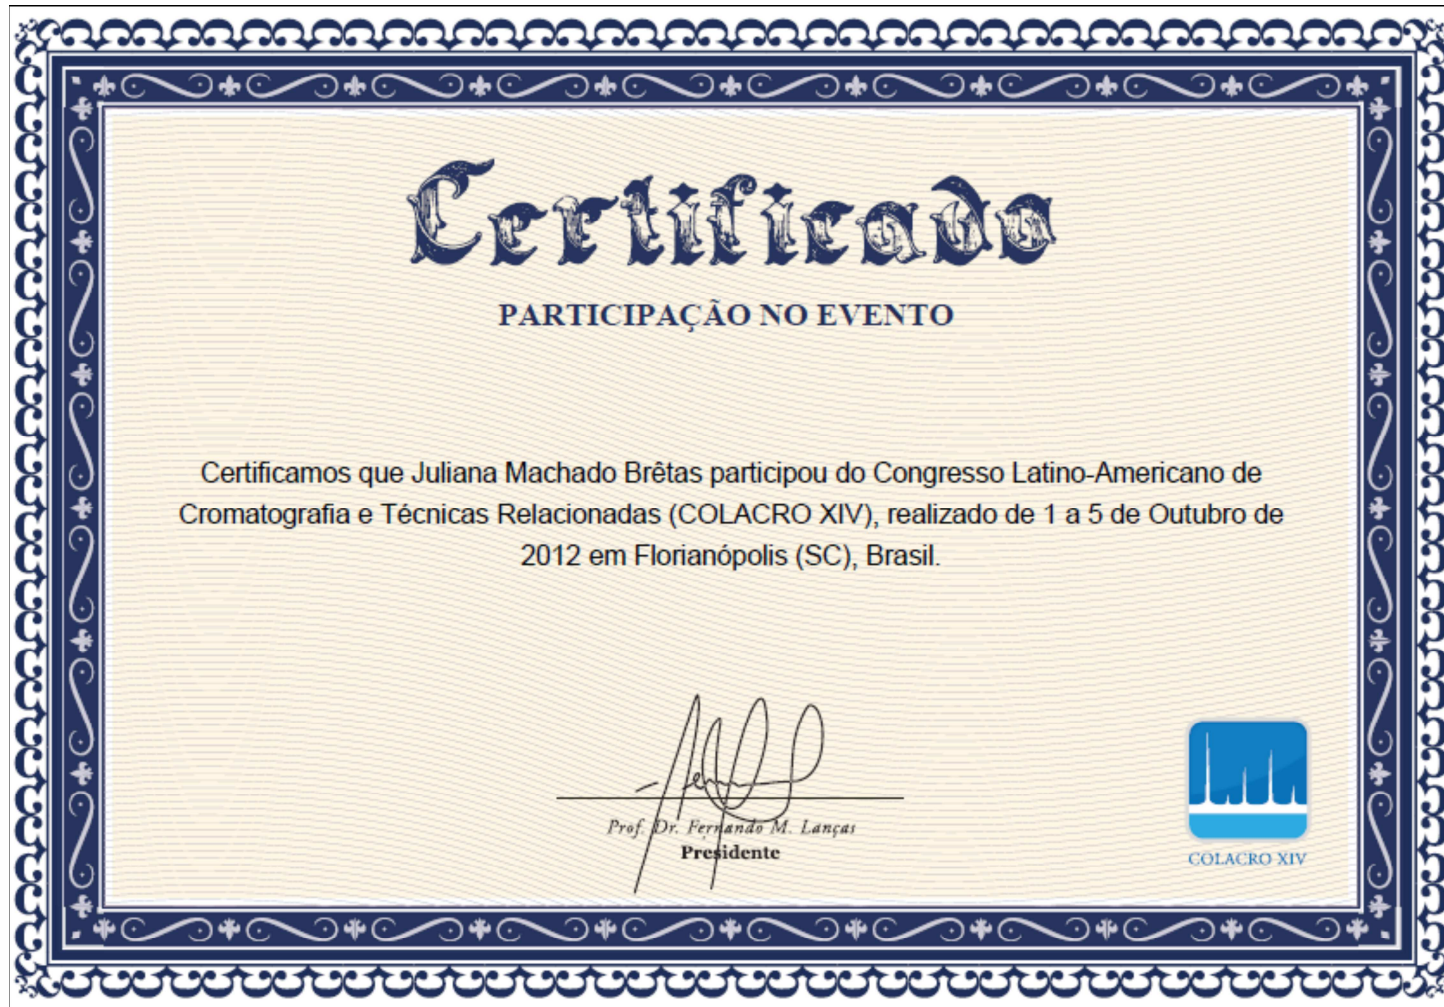 Certificado
PARTICIPAÇÃO NO EVENTO
Certificamos que Juliana Machado Brêtas participou do Congresso Latino-Americano de
Cromatografia e Técnicas Relacionadas (COLACRO XIV), realizado de 1 a 5 de Outubro de
2012 em Florianópolis (SC), Brasil.
Prof. Dr. Fernando M. Lanças
Presidente
COLACRO XIV